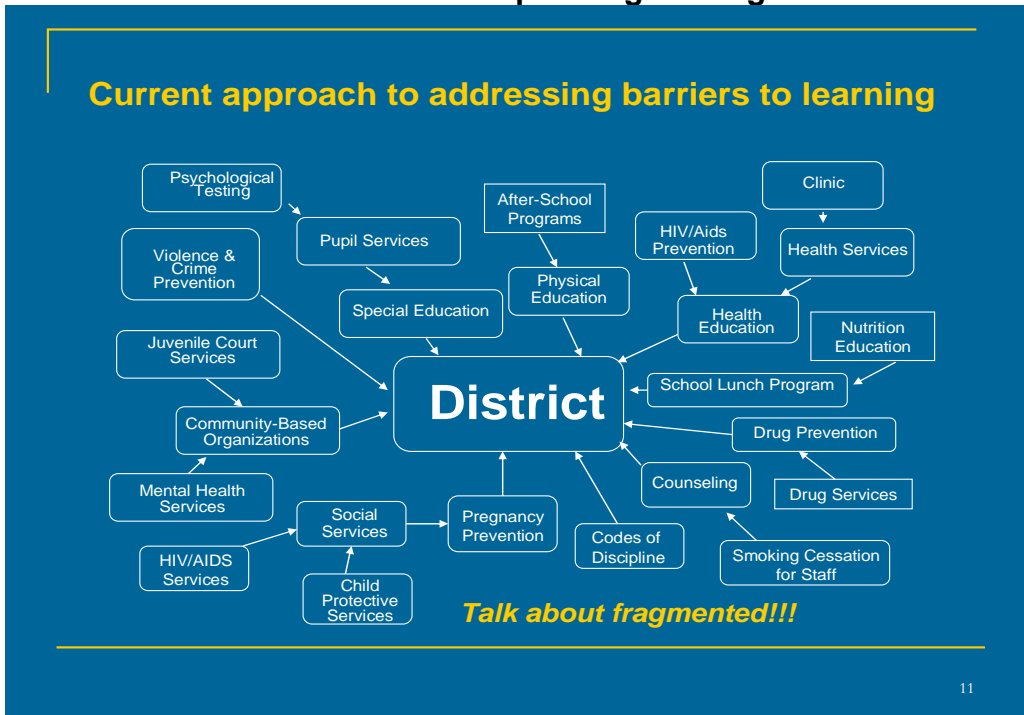 Current approach to addressing barriers to learning
Psychological
Testing
Clinic
After-School
Programs
HIV/Aids
Prevention
Pupil Services
Health Services
Violence &
Crime
Prevention
Physical
Education
Special Education
Health
Education
Nutrition
Education
Juvenile Court
Services
School Lunch Program
District
Community-Based
Organizations
Drug Prevention
Counseling
Mental Health
Services
Drug Services
Social
Services
Pregnancy
Prevention
Codes of
Discipline
HIV/AIDS
Services
Smoking Cessation
for Staff
Child
Protective
Services
Talk about fragmented!!!
11